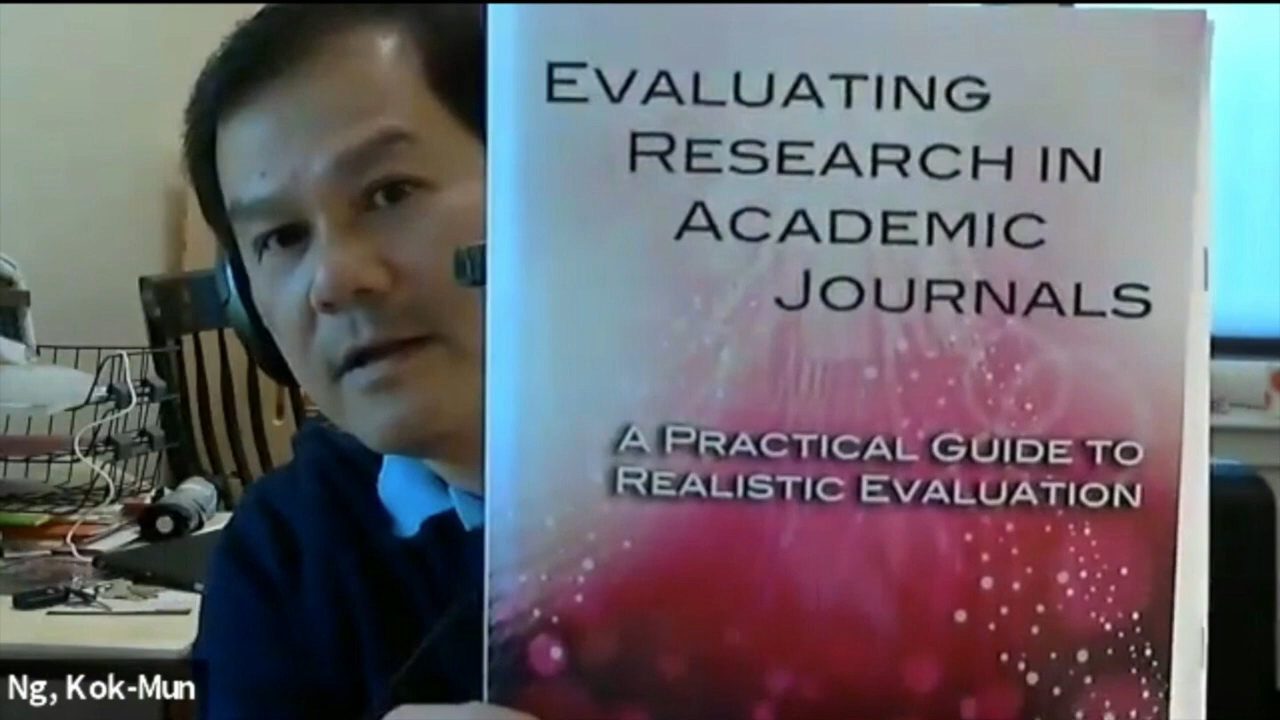 EVALUATING
RESEARCH IN
ACADEMIC
JOURNALS
A PRACTICAL GUIDE TO
REALISTIC EVALUATION
Ng, Kok-Mun